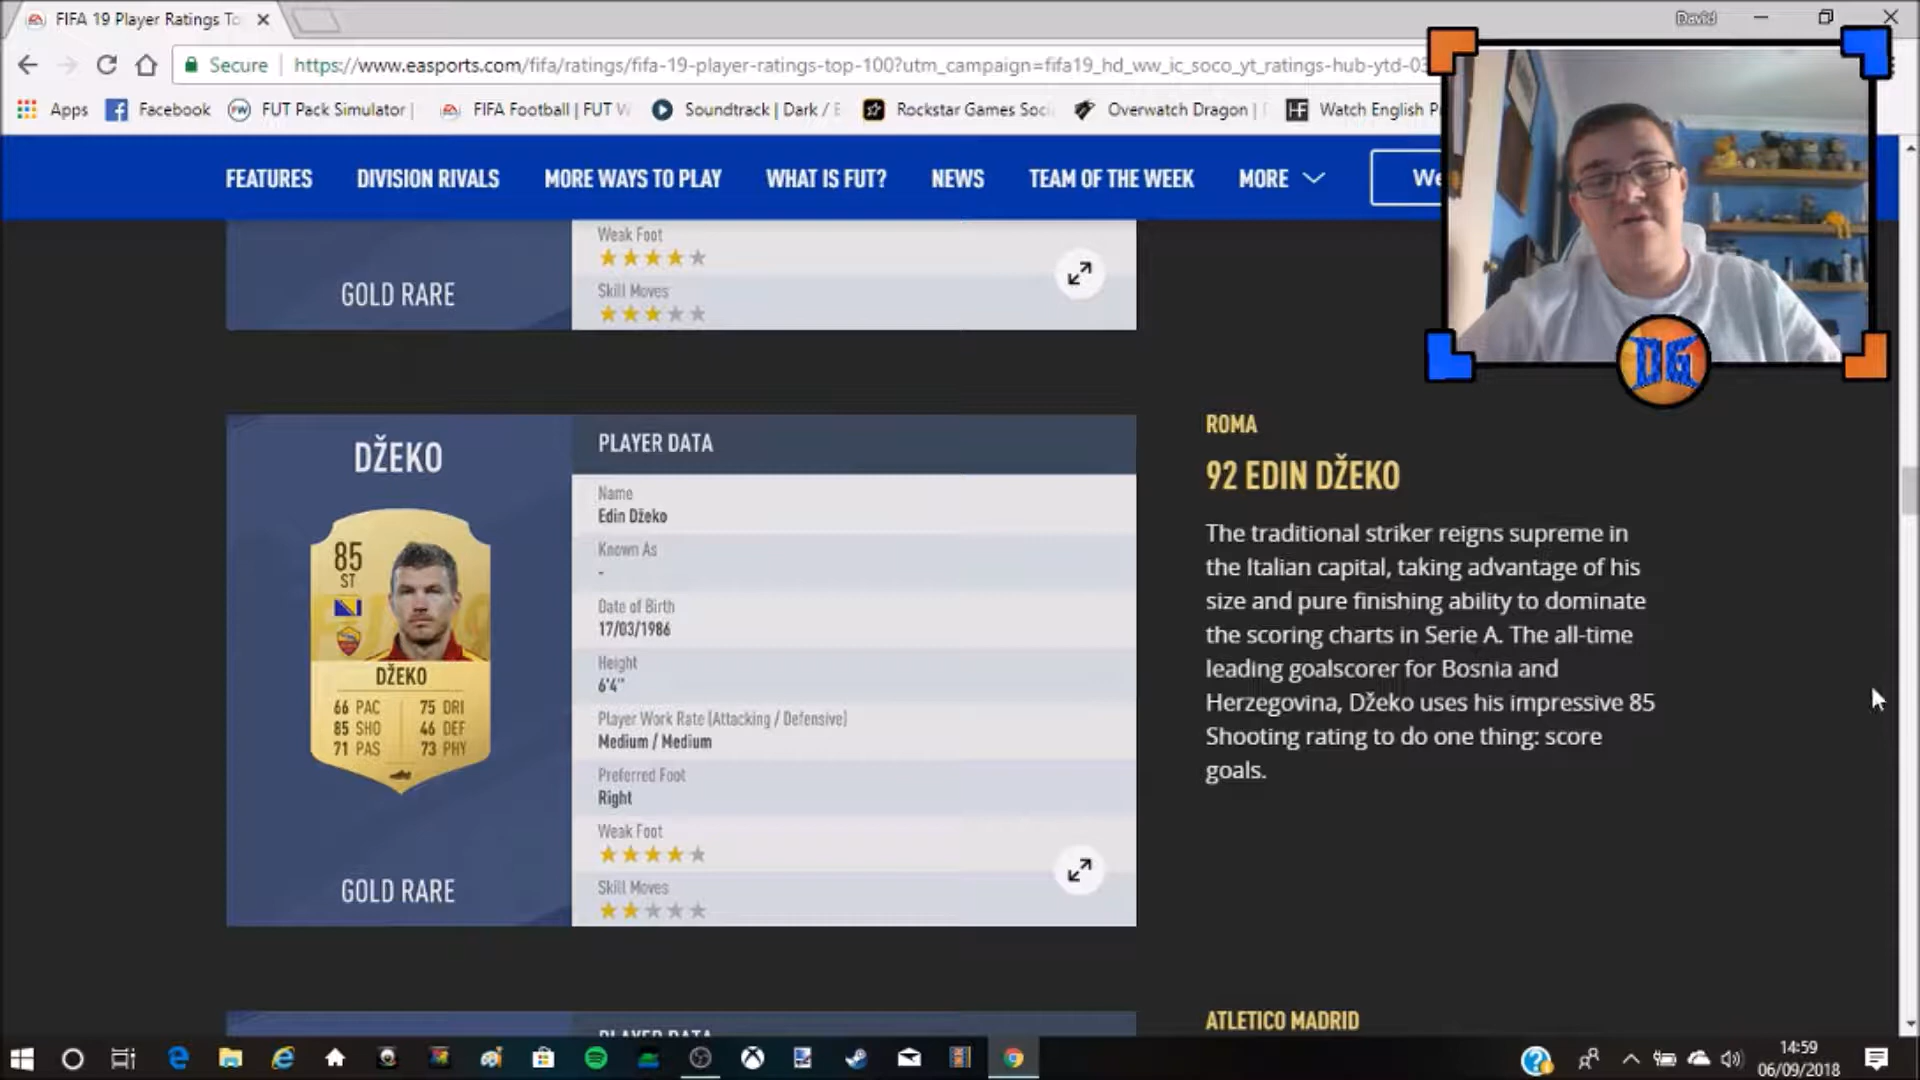 FIFA 19 Player Ratings To
David
Secure
https://www.easports.com/fifa/ratings/fifa-19-player-ratings-top-100?utm_campaign=fifa19_hd_ww_ic_soco_yt_ratings-hub-ytd-03
Apps
Facebook
FUT Pack Simulator |
FIFA Football | FUT W
Soundtrack | Dark /
Rockstar Games Soci
Overwatch Dragon |
Watch English P
FEATURES
DIVISION RIVALS
MORE WAYS TO PLAY
WHAT IS FUT?
NEWS
TEAM OF THE WEEK
MORE
We
DG
GOLD RARE
Weak Foot
Skill Moves
DŽEKO
85
ST
DŽEKO
66 PAC 75 DRI
85 SHO 46 DEF
71 PAS 73 PHY
GOLD RARE
PLAYER DATA
Name
Edin Džeko
Known As
-
Date of Birth
17/03/1986
Height
6'4"
Player Work Rate (Attacking / Defensive)
Medium / Medium
Preferred Foot
Right
Weak Foot
Skill Moves
ROMA
92 EDIN DŽEKO
The traditional striker reigns supreme in
the Italian capital, taking advantage of his
size and pure finishing ability to dominate
the scoring charts in Serie A. The all-time
leading goalscorer for Bosnia and
Herzegovina, Džeko uses his impressive 85
Shooting rating to do one thing: score
goals.
PLAYER DATA
ATLETICO MADRID
14:59
06/09/2018